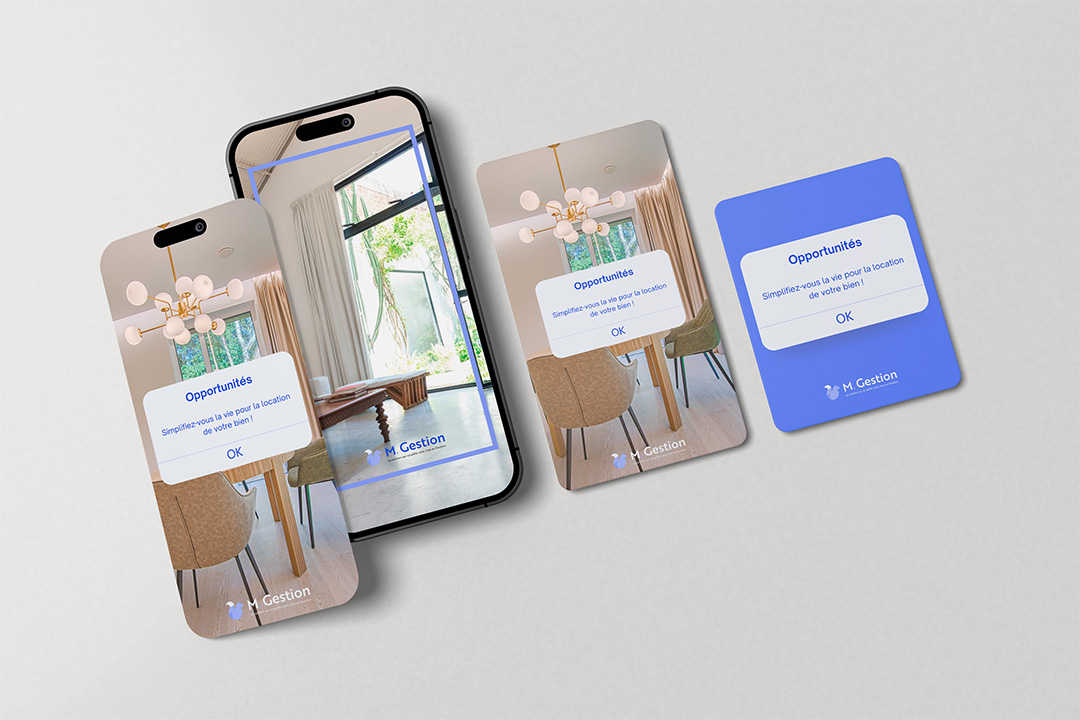 Opportunités
Simplifiez-vous la vie pour la location
de votre bien !
OK
M Gestion
M. Gestion
Opportunités
Simplifiez-vous la vie pour la location
de votre bien !
OK
M. Gestion
Opportunités
Simplifiez-vous la vie pour la location
de votre bien !
OK
M. Gestion